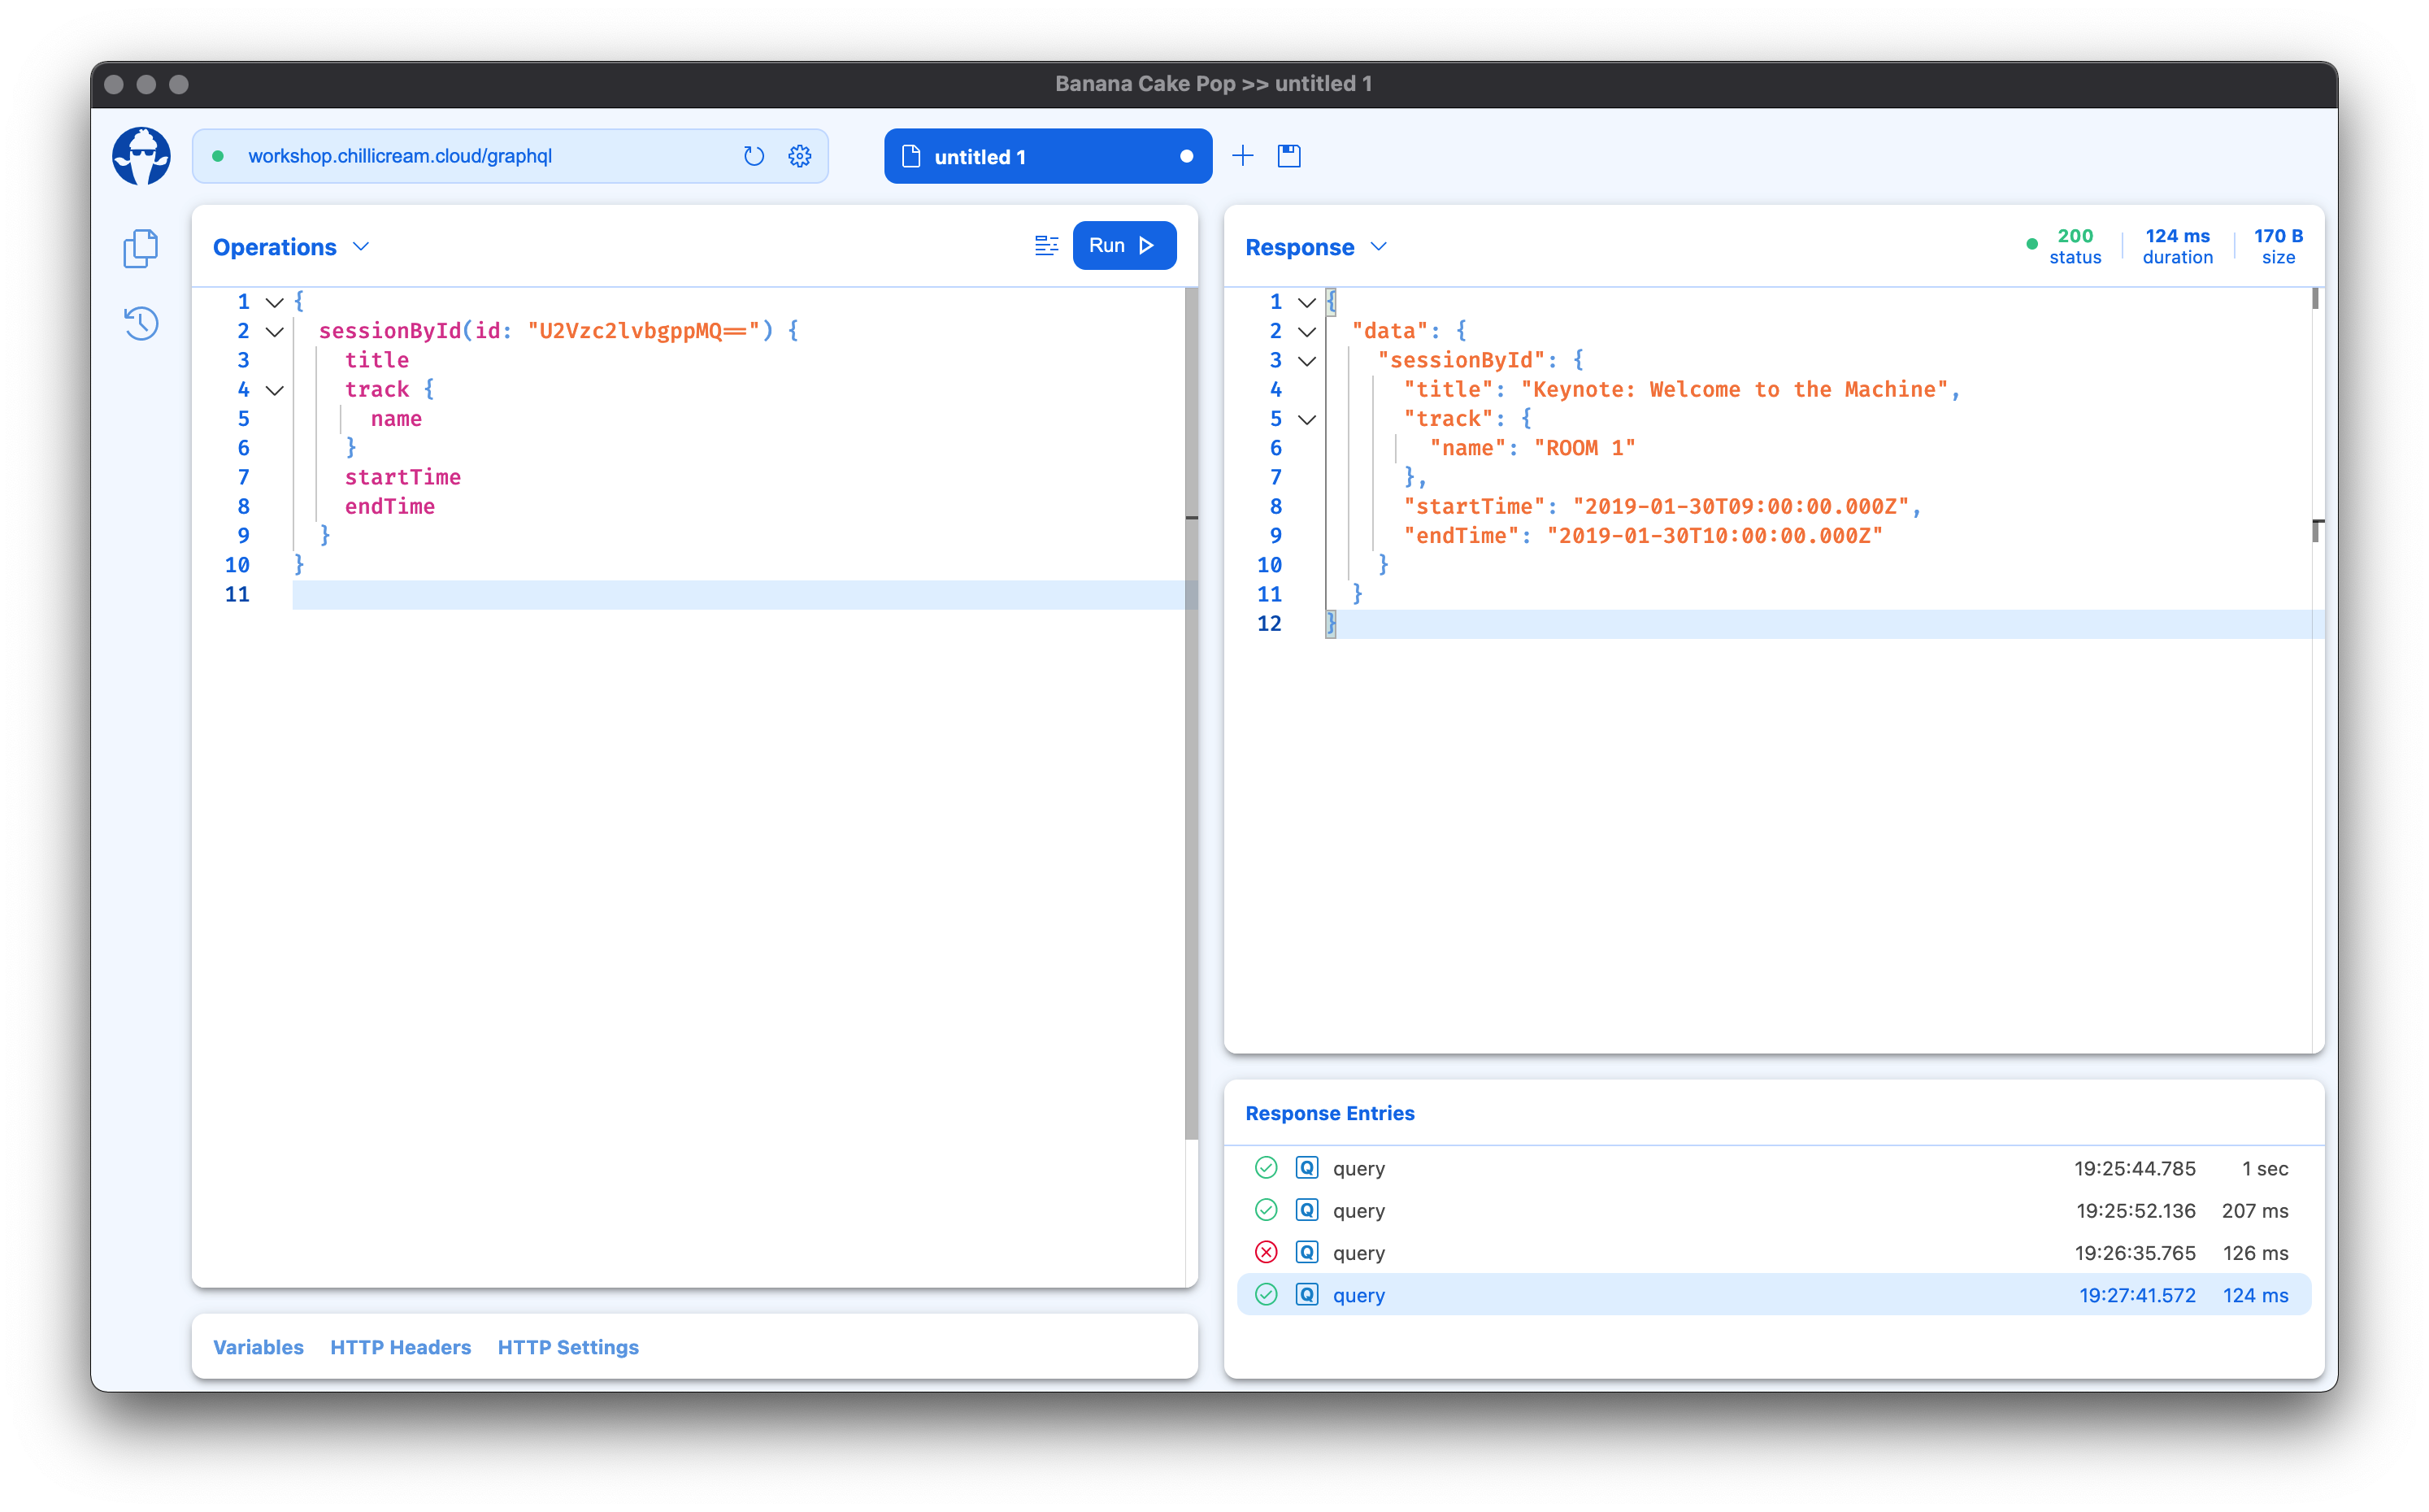 Banana Cake Pop >> untitled 1
workshop.chillicream.cloud/graphql
untitled 1
Operations
Run
1 {
2 sessionById(id: "U2Vzc2lvbgppMQ==") {
3 title
4 track {
5 name
6 }
7 startTime
8 endTime
9 }
10 }
11
Response
200 status
124 ms duration
170 B size
1 {
2 "data": {
3 "sessionById": {
4 "title": "Keynote: Welcome to the Machine",
5 "track": {
6 "name": "ROOM 1"
7 },
8 "startTime": "2019-01-30T09:00:00.000Z",
9 "endTime": "2019-01-30T10:00:00.000Z"
10 }
11 }
12 }
Response Entries
Q query 19:25:44.785 1 sec
Q query 19:25:52.136 207 ms
Q query 19:26:35.765 126 ms
Q query 19:27:41.572 124 ms
Variables HTTP Headers HTTP Settings